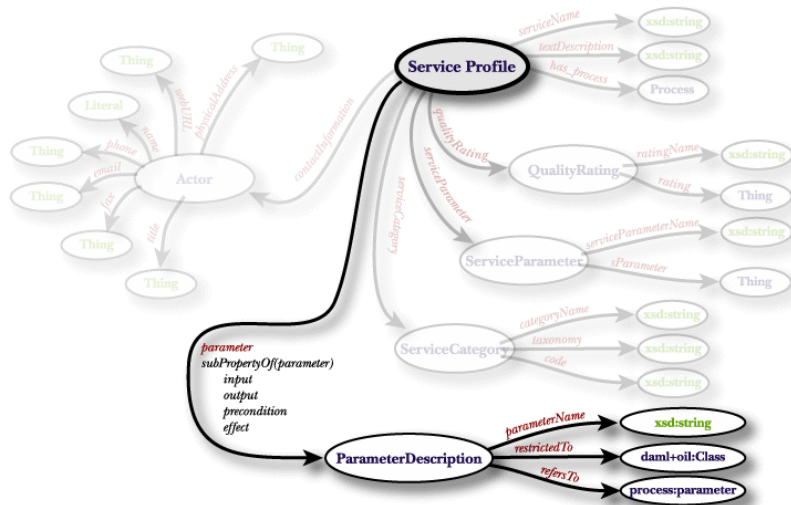 serviceName
xsd:string
textDescription
xsd:string
has_process
Process
Service Profile
Thing
Thing
Literal
Thing
Thing
Thing
Thing
webURL
physicalAddress
name
phone
email
fax
title
Actor
contactInformation
qualityRating
serviceParameter
serviceCategory
QualityRating
ratingName
xsd:string
rating
Thing
ServiceParameter
serviceParameterName
xsd:string
sParameter
Thing
ServiceCategory
categoryName
xsd:string
taxonomy
xsd:string
code
xsd:string
parameter
subPropertyOf(parameter)
input
output
precondition
effect
ParameterDescription
parameterName
xsd:string
restrictedTo
daml+oil:Class
refersTo
process:parameter